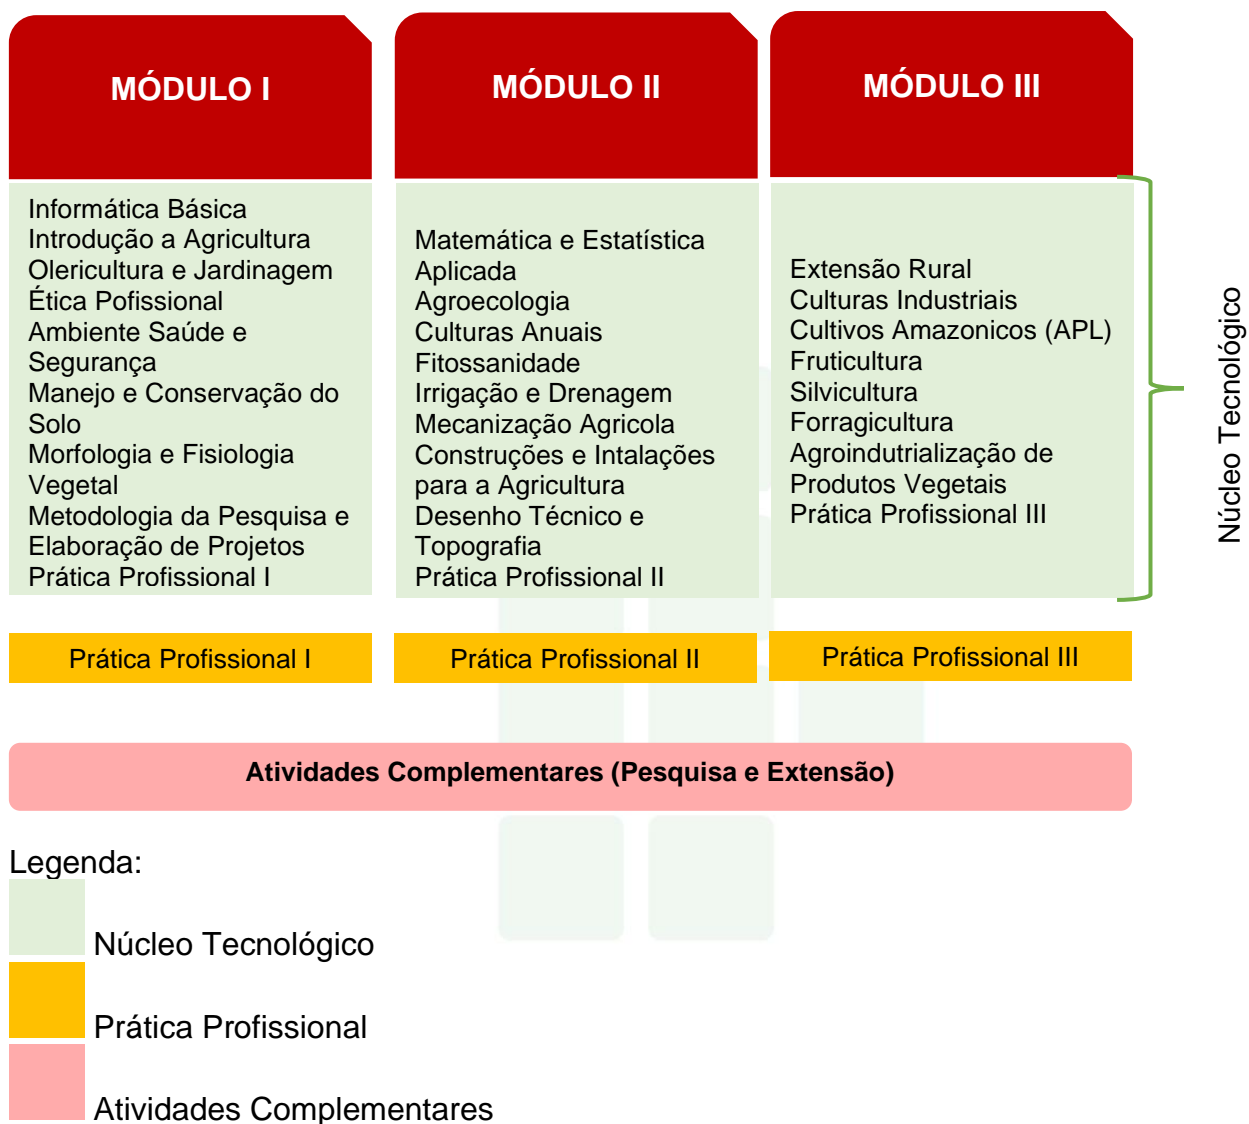 MÓDULO I
Informática Básica
Introdução a Agricultura
Olericultura e Jardinagem
Ética Pofissional
Ambiente Saúde e
Segurança
Manejo e Conservação do
Solo
Morfologia e Fisiologia
Vegetal
Metodologia da Pesquisa e
Elaboração de Projetos
Prática Profissional I
MÓDULO II
Matemática e Estatística
Aplicada
Agroecologia
Culturas Anuais
Fitossanidade
Irrigação e Drenagem
Mecanização Agricola
Construções e Intalações
para a Agricultura
Desenho Técnico e
Topografia
Prática Profissional II
MÓDULO III
Extensão Rural
Culturas Industriais
Cultivos Amazonicos (APL)
Fruticultura
Silvicultura
Forragicultura
Agroindutrialização de
Produtos Vegetais
Prática Profissional III
Núcleo Tecnológico
Prática Profissional I
Prática Profissional II
Prática Profissional III
Atividades Complementares (Pesquisa e Extensão)
Legenda:
Núcleo Tecnológico
Prática Profissional
Atividades Complementares